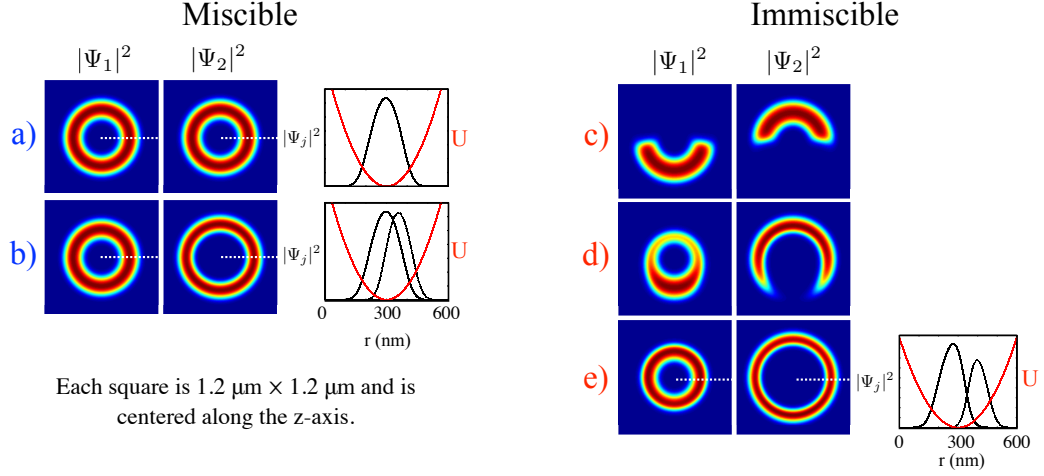 Miscible
Immiscible
|Ψ₁|² |Ψ₂|²
|Ψ₁|² |Ψ₂|²
a) |Ψⱼ|² U
b) |Ψⱼ|² U
0 300 600
r (nm)
Each square is 1.2 μm × 1.2 μm and is
centered along the z-axis.
c)
d)
e) |Ψⱼ|² U
0 300 600
r (nm)